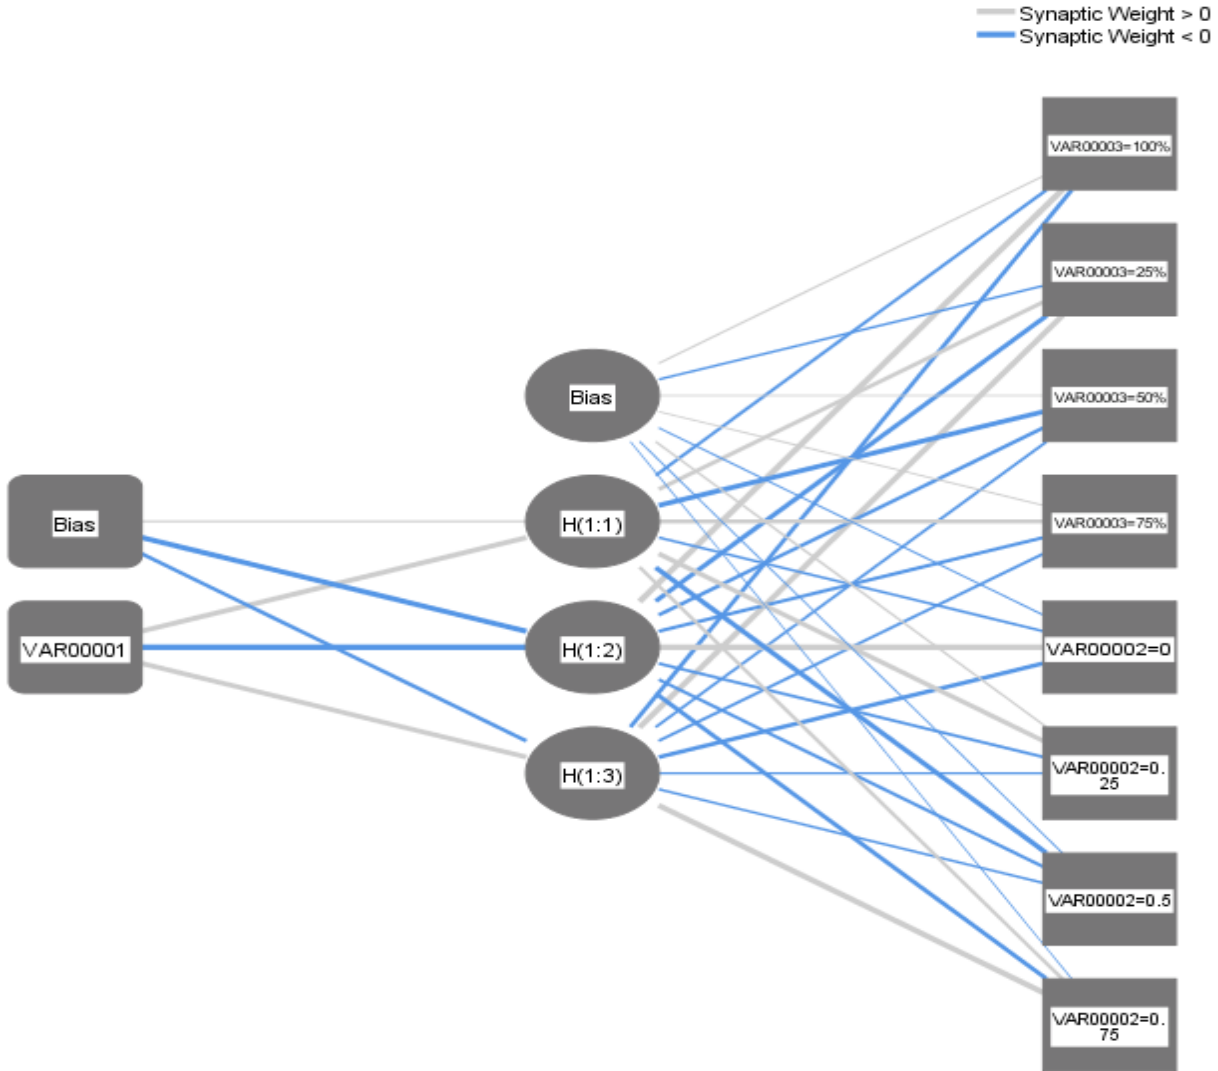 Synaptic Weight > 0
Synaptic Weight < 0
VAR00003=100%
VAR00003=25%
Bias
VAR00003=50%
Bias
H(1:1)
VAR00003=75%
VAR00001
H(1:2)
VAR00002=0
H(1:3)
VAR00002=0.
25
VAR00002=0.5
VAR00002=0.
75